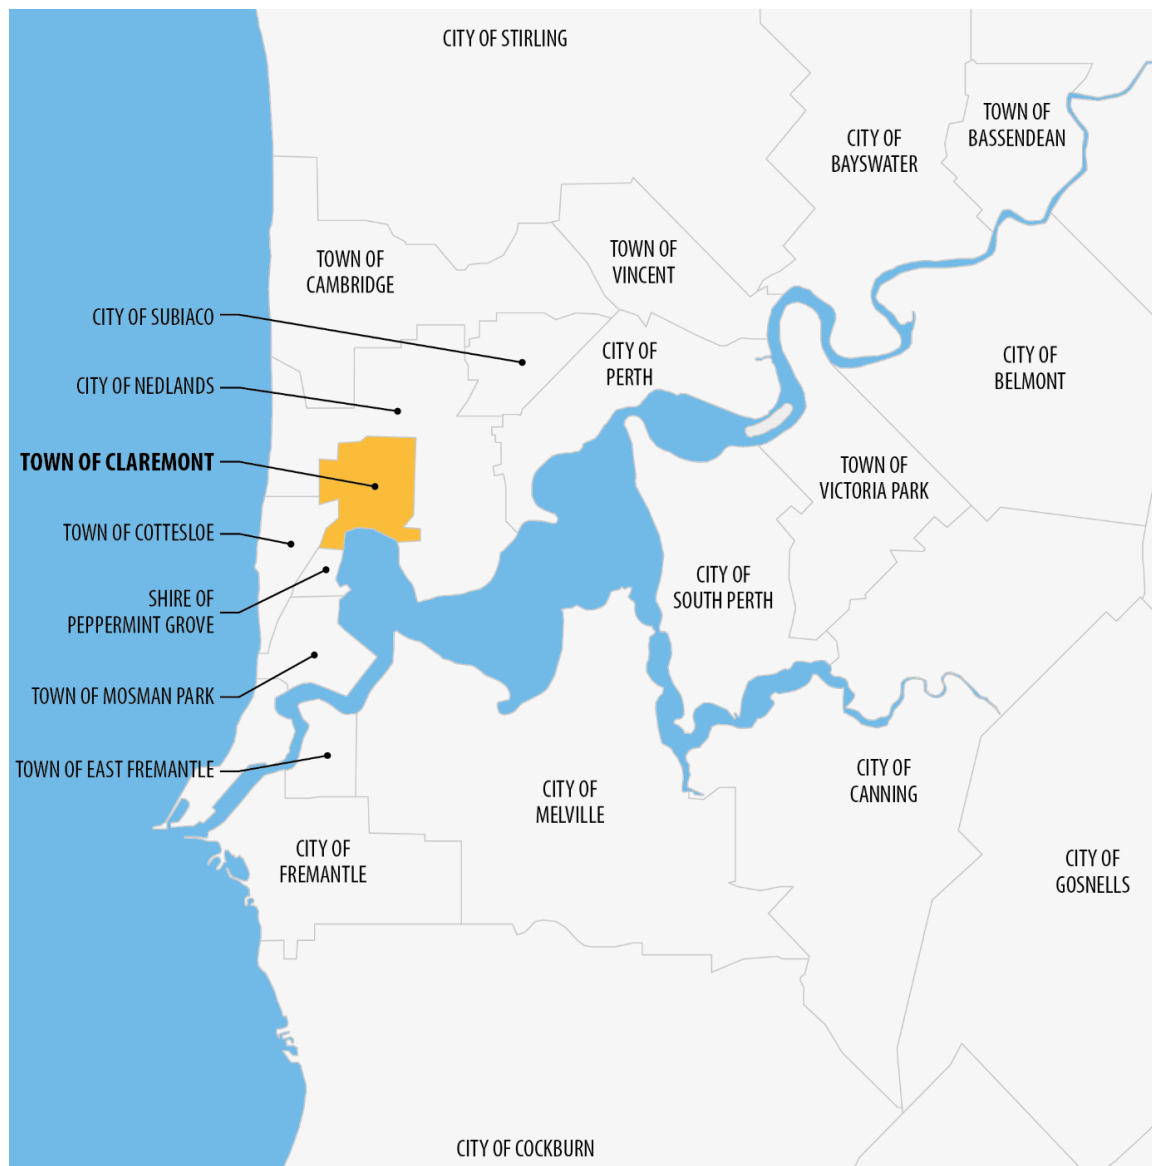 CITY OF STIRLING
TOWN OF
BASSENDEAN
CITY OF
BAYSWATER
TOWN OF
VINCENT
TOWN OF
CAMBRIDGE
CITY OF SUBIACO
CITY OF
PERTH
CITY OF
BELMONT
CITY OF NEDLANDS
TOWN OF CLAREMONT
TOWN OF
VICTORIA PARK
TOWN OF COTTESLOE
CITY OF
SOUTH PERTH
SHIRE OF
PEPPERMINT GROVE
TOWN OF MOSMAN PARK
TOWN OF EAST FREMANTLE
CITY OF
CANNING
CITY OF
MELVILLE
CITY OF
FREMANTLE
CITY OF
GOSNELLS
CITY OF COCKBURN